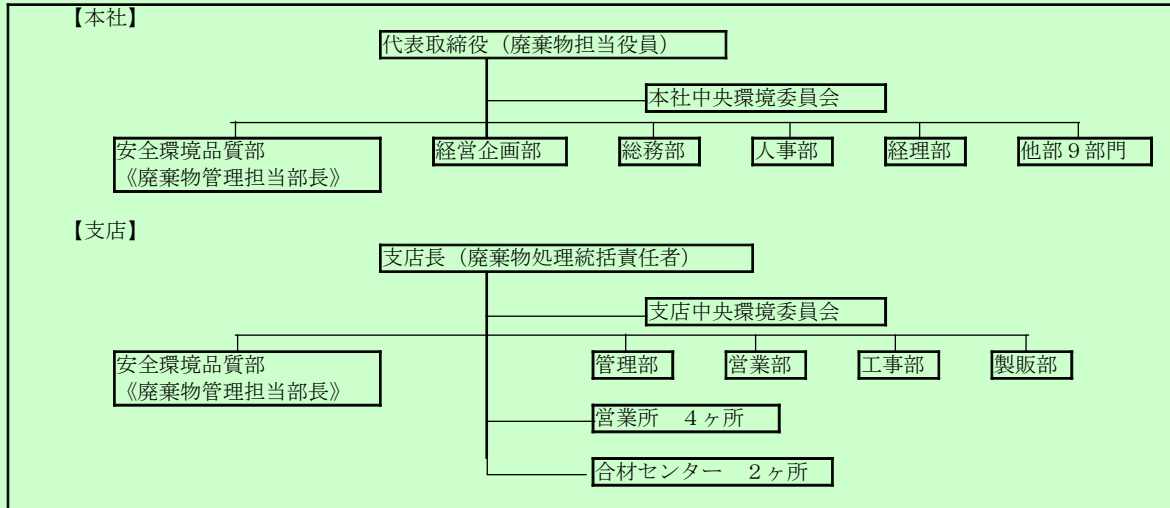 【本社】
代表取締役（廃棄物担当役員）
本社中央環境委員会
安全環境品質部
《廃棄物管理担当部長》
経営企画部
総務部
人事部
経理部
他部９部門
【支店】
支店長（廃棄物処理統括責任者）
支店中央環境委員会
安全環境品質部
《廃棄物管理担当部長》
管理部
営業部
工事部
製販部
営業所　４ヶ所
合材センター　２ヶ所